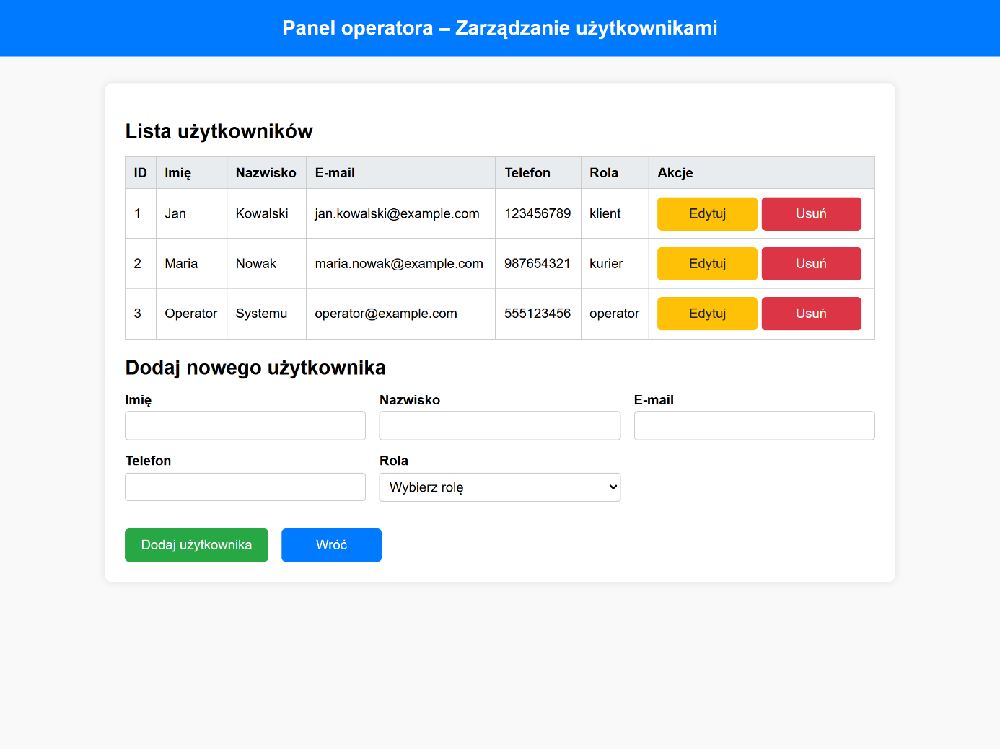 Panel operatora – Zarządzanie użytkownikami
Lista użytkowników
ID Imię Nazwisko E-mail Telefon Rola Akcje
1 Jan Kowalski jan.kowalski@example.com 123456789 klient Edytuj Usuń
2 Maria Nowak maria.nowak@example.com 987654321 kurier Edytuj Usuń
3 Operator Systemu operator@example.com 555123456 operator Edytuj Usuń
Dodaj nowego użytkownika
Imię Nazwisko E-mail
Telefon Rola
Wybierz rolę
Dodaj użytkownika Wróć